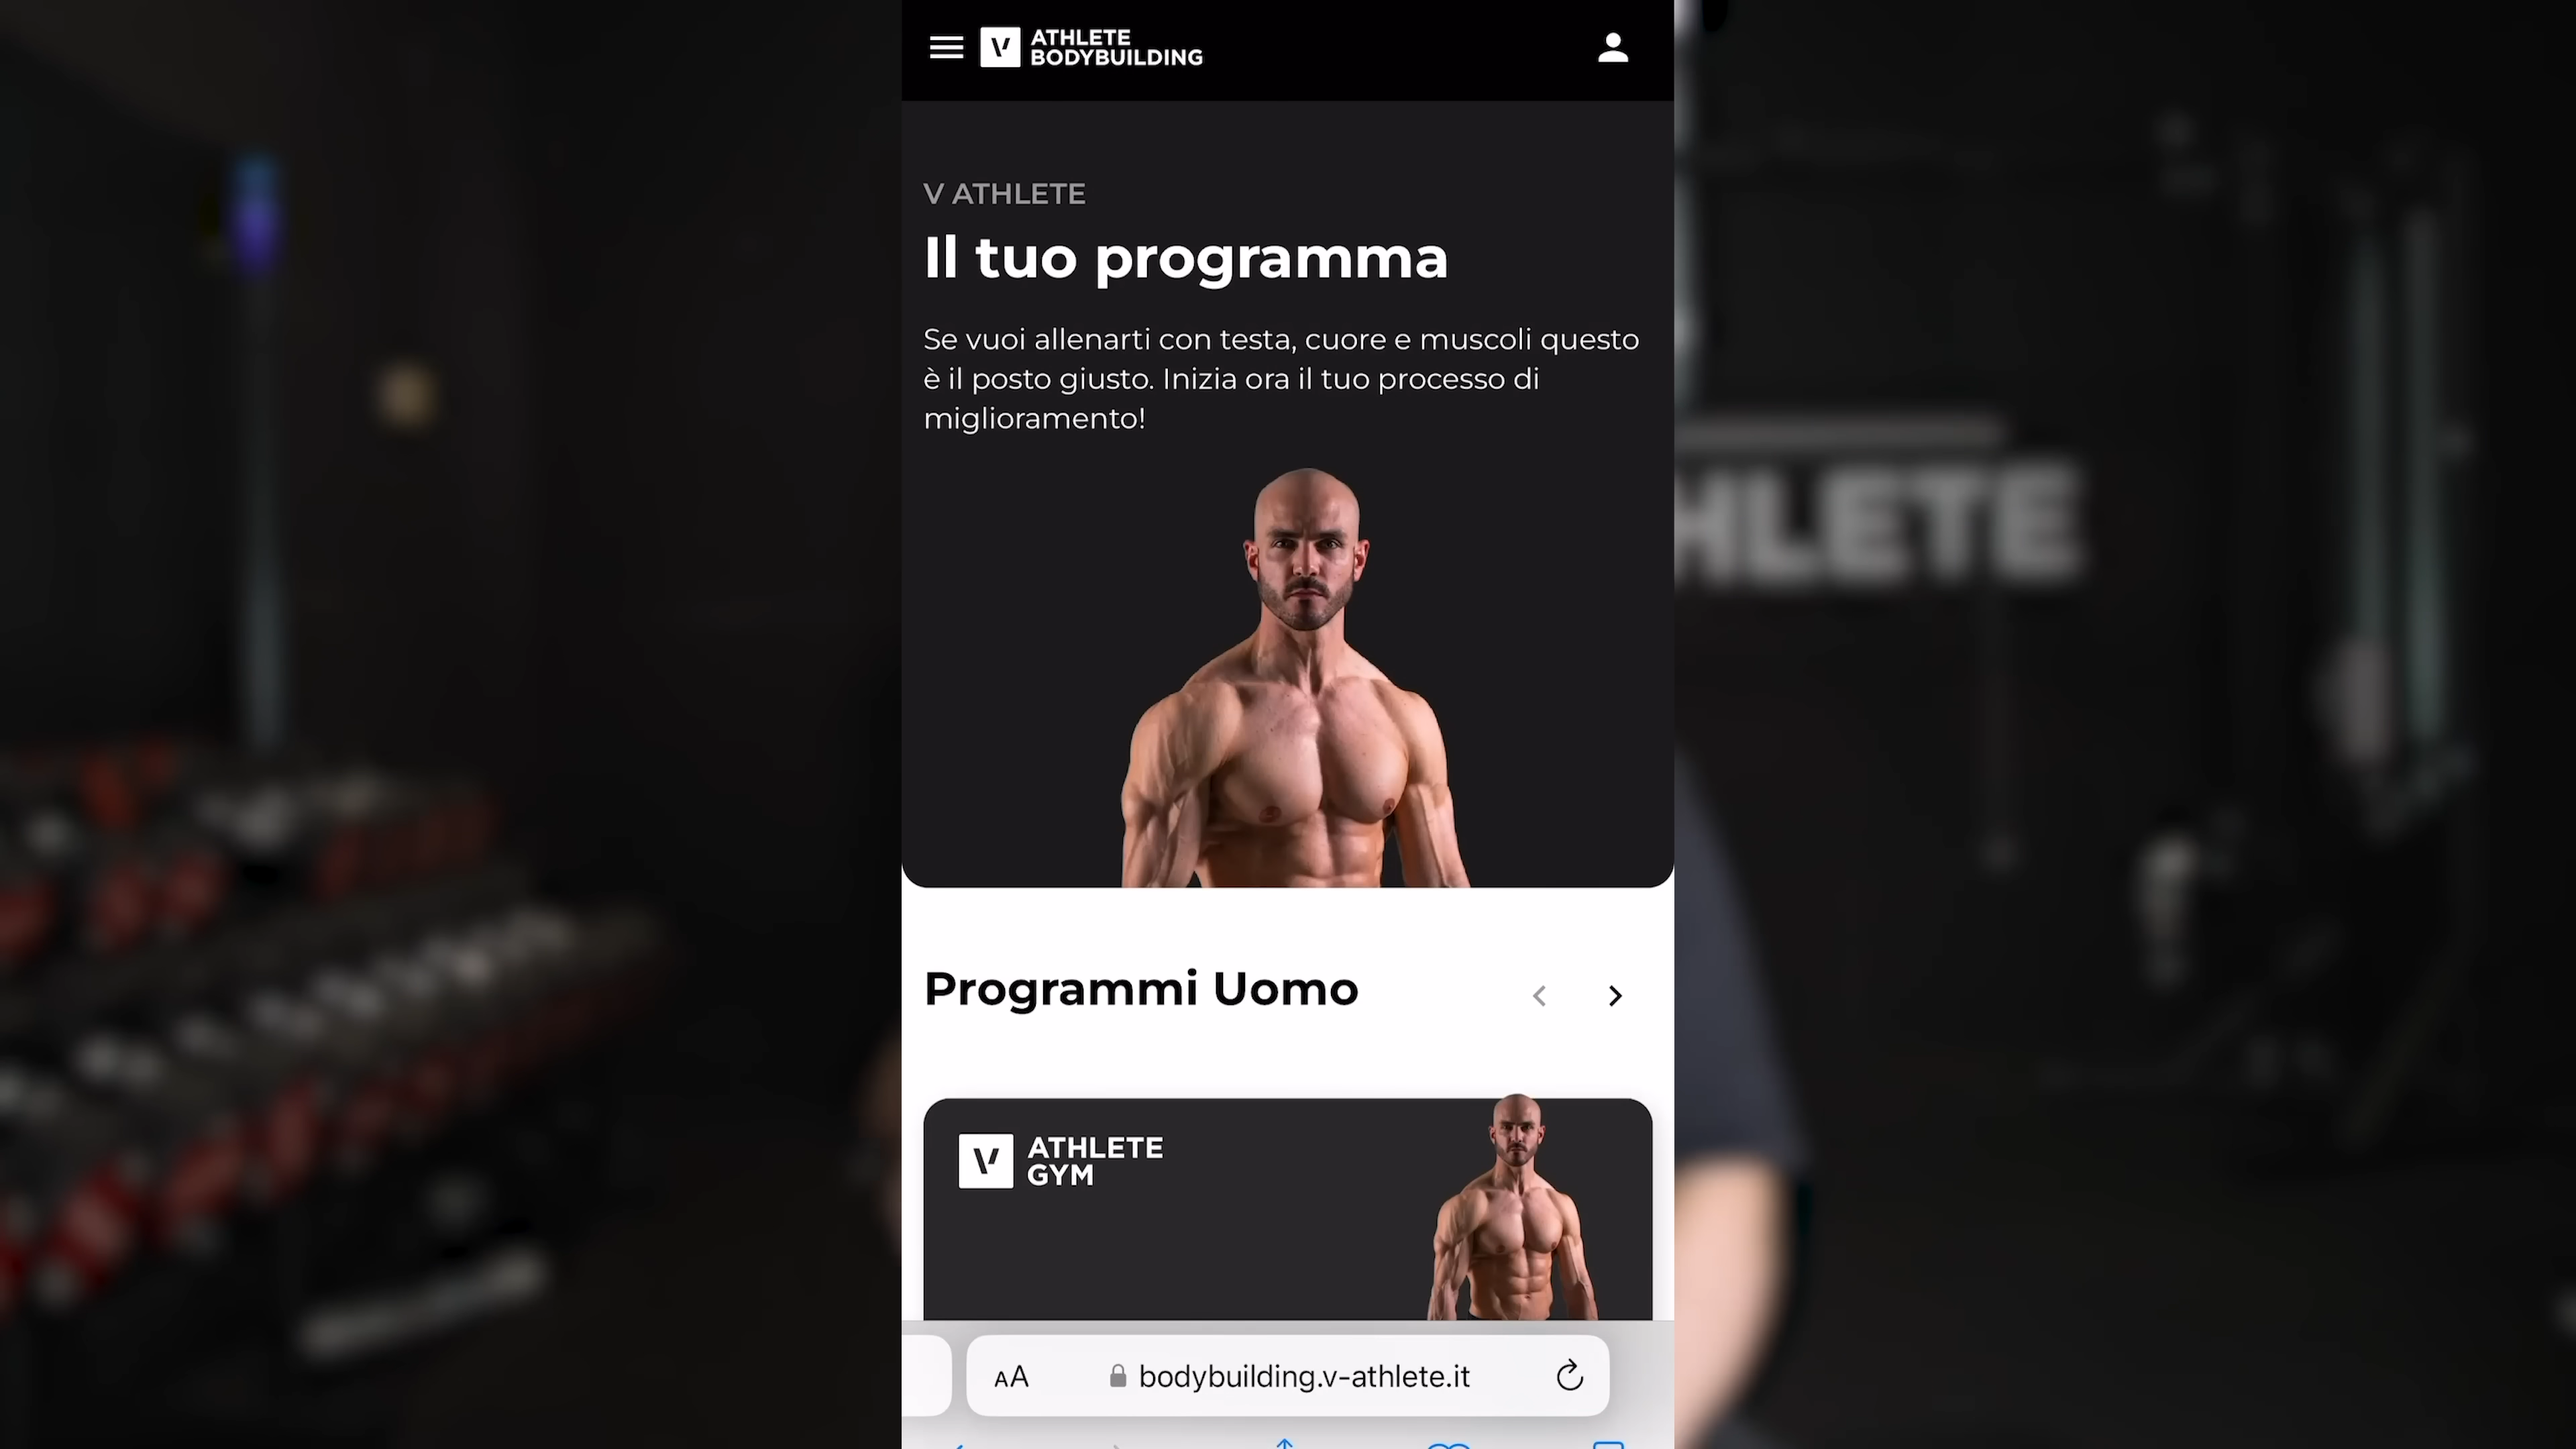 ATHLETE
BODYBUILDING
V ATHLETE
Il tuo programma
Se vuoi allenarti con testa, cuore e muscoli questo
è il posto giusto. Inizia ora il tuo processo di
miglioramento!
HLETE
Programmi Uomo
V ATHLETE
GYM
AA bodybuilding.v-athlete.it